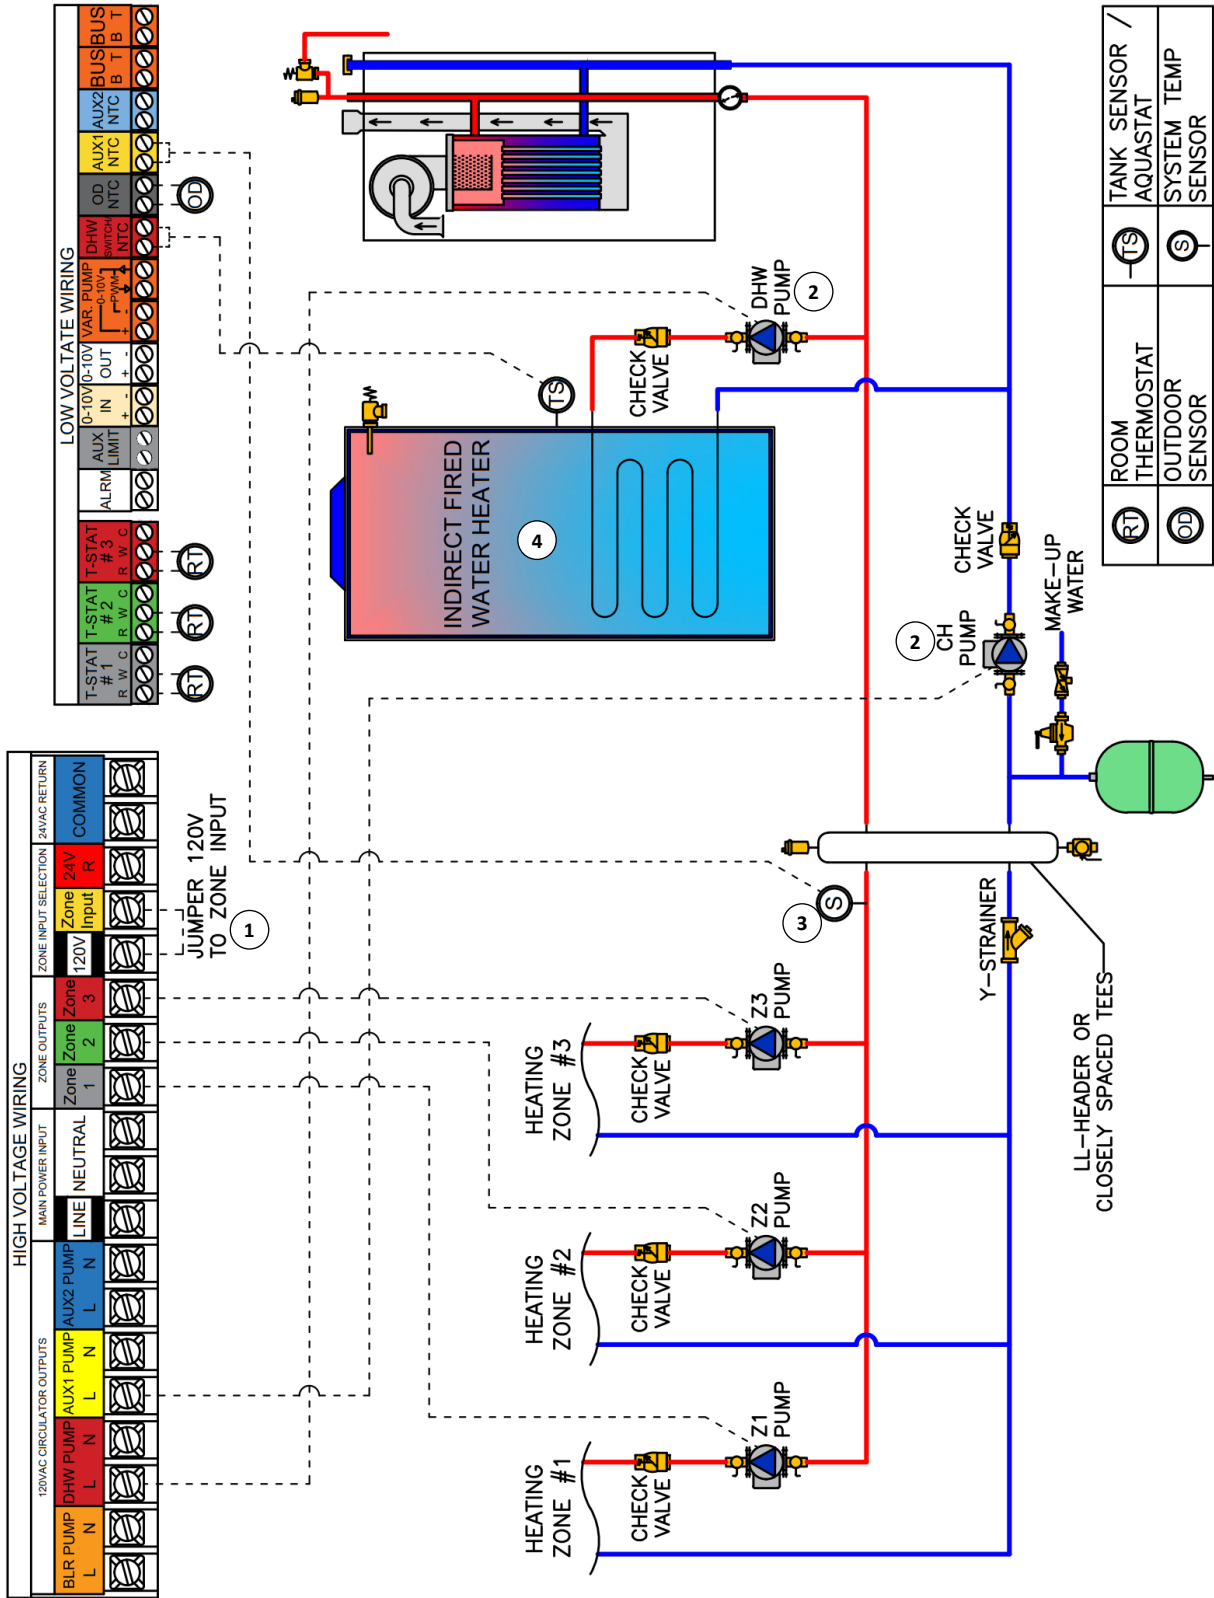 HIGH VOLTAGE WIRING
120VAC CIRCULATOR OUTPUTS
MAIN POWER INPUT
ZONE OUTPUTS
ZONE INPUT SELECTION
24VAC RETURN
BLR PUMP
L N
DHW PUMP
L N
AUX1 PUMP
L N
AUX2 PUMP
L N
LINE
NEUTRAL
Zone
1
Zone
2
Zone
3
120V
Zone
Input
24V
R
COMMON
JUMPER 120V
TO ZONE INPUT
1
LOW VOLTATE WIRING
T-STAT
# 1
R W C
T-STAT
# 2
R W C
T-STAT
# 3
R W C
ALRM
AUX
LIMIT
0-10V
IN
+ -
0-10V
OUT
+ -
VAR. PUMP
0-10V
PWM
+ -
DHW
SWITCH/
NTC
OD
NTC
AUX1
NTC
AUX2
NTC
BUS
B T
BUS
B T
RT
RT
RT
OD
INDIRECT FIRED
WATER HEATER
4
TS
CHECK
VALVE
DHW
PUMP
2
HEATING
ZONE #1
CHECK
VALVE
Z1
PUMP
HEATING
ZONE #2
CHECK
VALVE
Z2
PUMP
HEATING
ZONE #3
CHECK
VALVE
Z3
PUMP
3
S
2
CH
PUMP
CHECK
VALVE
MAKE-UP
WATER
Y-STRAINER
LL-HEADER OR
CLOSELY SPACED TEES
RT
ROOM
THERMOSTAT
TS
TANK SENSOR /
AQUASTAT
OD
OUTDOOR
SENSOR
S
SYSTEM TEMP
SENSOR